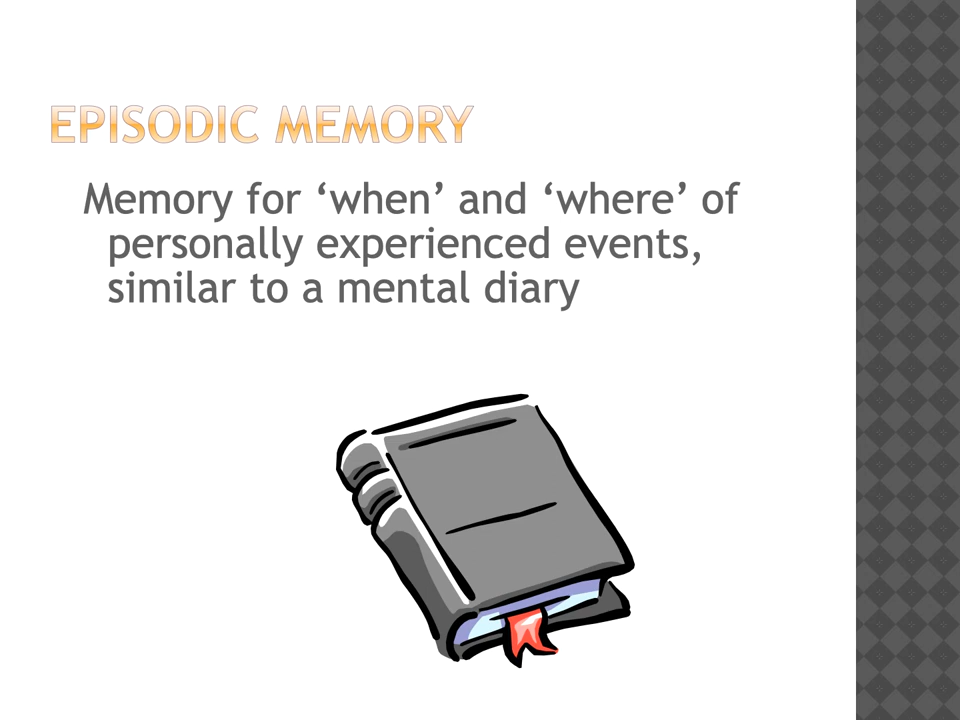 EPISODIC MEMORY
Memory for ‘when’ and ‘where’ of
personally experienced events,
similar to a mental diary